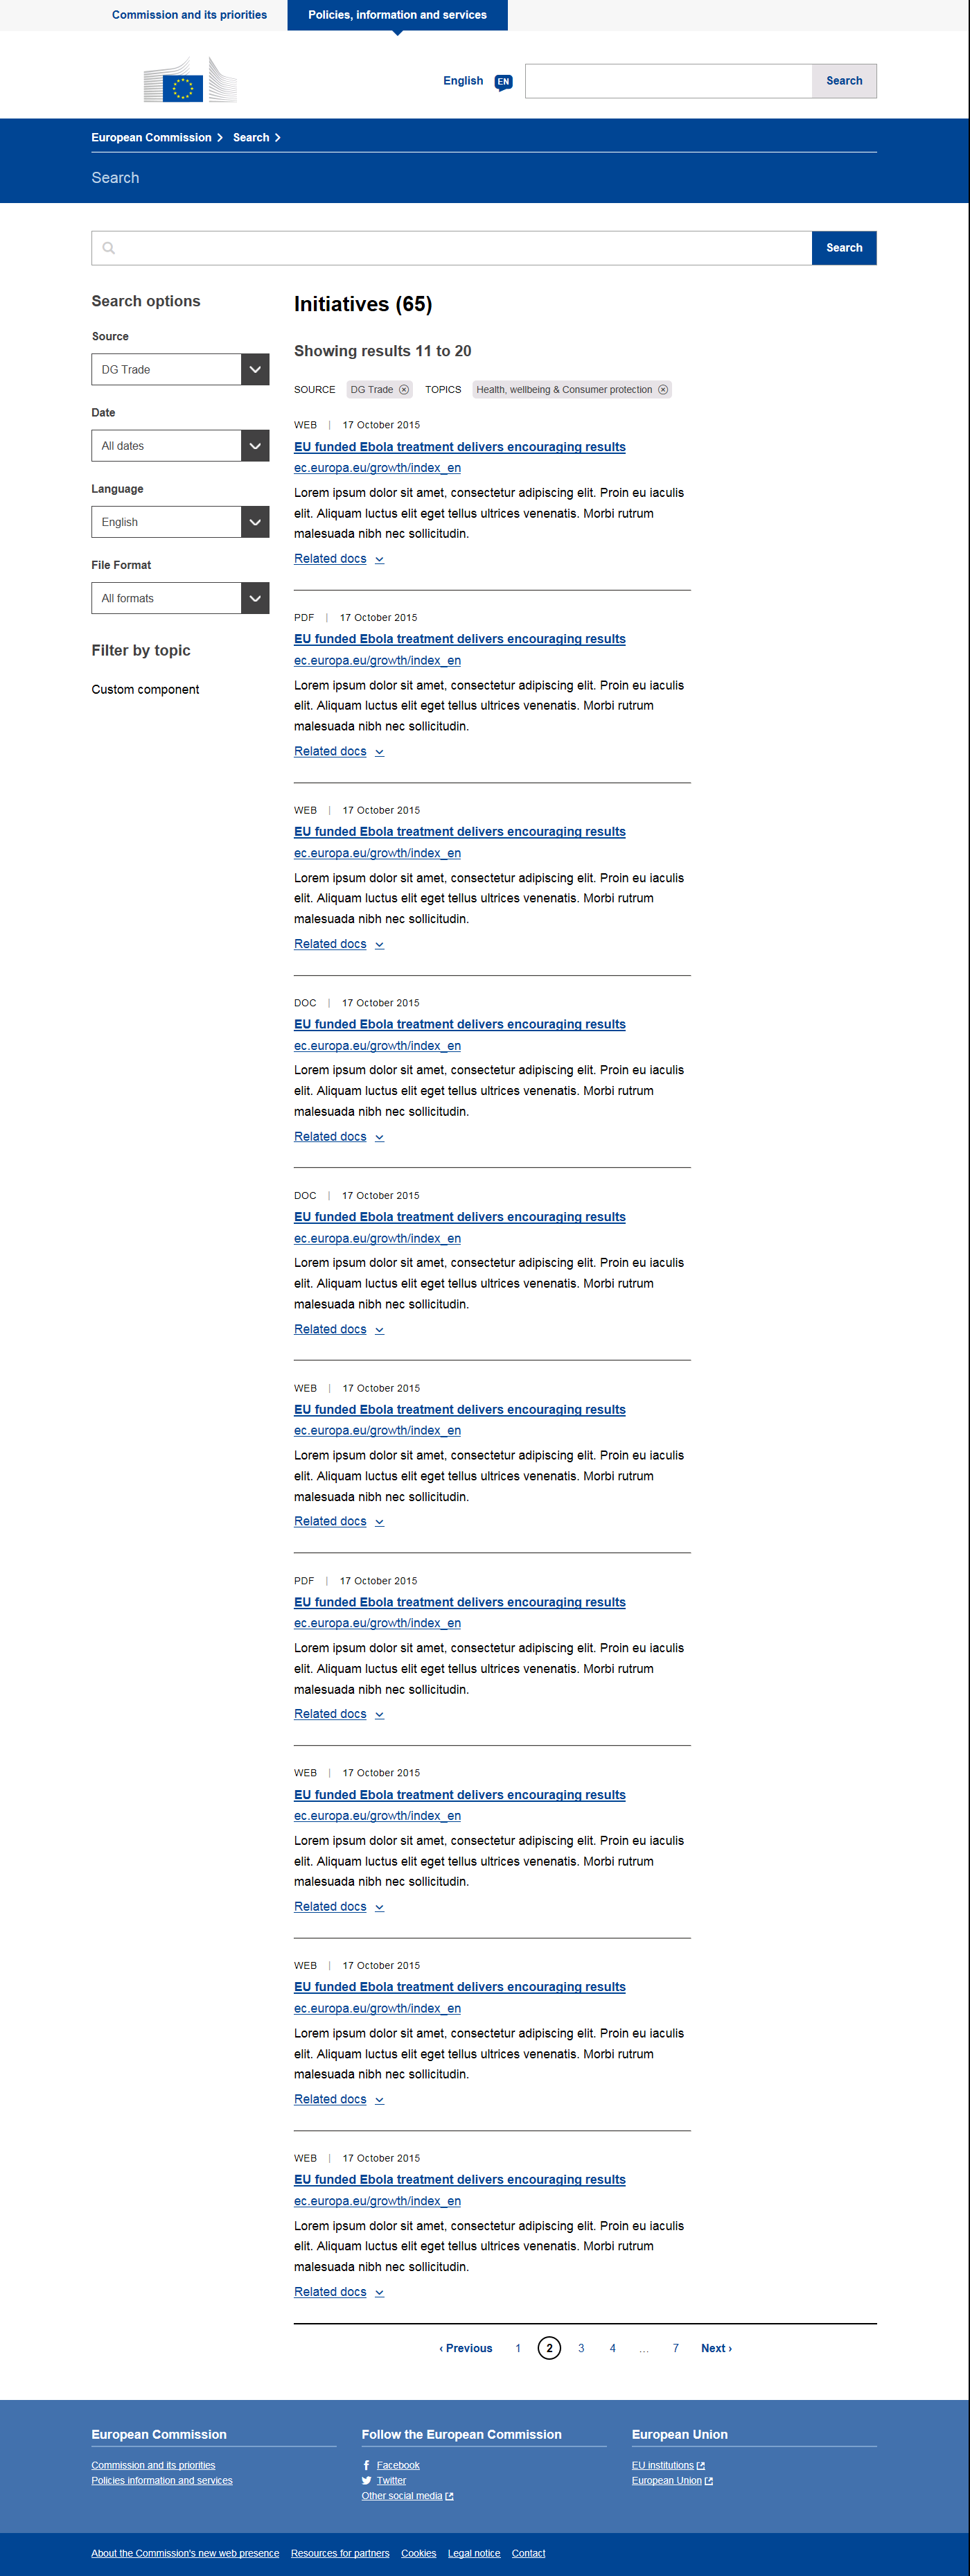 Commission and its priorities
Policies, information and services
English EN
Search
European Commission Search
Search
Search
Search options
Source
DG Trade
Date
All dates
Language
English
File Format
All formats
Filter by topic
Custom component
Initiatives (65)
Showing results 11 to 20
SOURCE DG Trade TOPICS Health, wellbeing & Consumer protection
WEB | 17 October 2015
EU funded Ebola treatment delivers encouraging results
ec.europa.eu/growth/index_en
Lorem ipsum dolor sit amet, consectetur adipiscing elit. Proin eu iaculis
elit. Aliquam luctus elit eget tellus ultrices venenatis. Morbi rutrum
malesuada nibh nec sollicitudin.
Related docs
PDF | 17 October 2015
EU funded Ebola treatment delivers encouraging results
ec.europa.eu/growth/index_en
Lorem ipsum dolor sit amet, consectetur adipiscing elit. Proin eu iaculis
elit. Aliquam luctus elit eget tellus ultrices venenatis. Morbi rutrum
malesuada nibh nec sollicitudin.
Related docs
WEB | 17 October 2015
EU funded Ebola treatment delivers encouraging results
ec.europa.eu/growth/index_en
Lorem ipsum dolor sit amet, consectetur adipiscing elit. Proin eu iaculis
elit. Aliquam luctus elit eget tellus ultrices venenatis. Morbi rutrum
malesuada nibh nec sollicitudin.
Related docs
DOC | 17 October 2015
EU funded Ebola treatment delivers encouraging results
ec.europa.eu/growth/index_en
Lorem ipsum dolor sit amet, consectetur adipiscing elit. Proin eu iaculis
elit. Aliquam luctus elit eget tellus ultrices venenatis. Morbi rutrum
malesuada nibh nec sollicitudin.
Related docs
DOC | 17 October 2015
EU funded Ebola treatment delivers encouraging results
ec.europa.eu/growth/index_en
Lorem ipsum dolor sit amet, consectetur adipiscing elit. Proin eu iaculis
elit. Aliquam luctus elit eget tellus ultrices venenatis. Morbi rutrum
malesuada nibh nec sollicitudin.
Related docs
WEB | 17 October 2015
EU funded Ebola treatment delivers encouraging results
ec.europa.eu/growth/index_en
Lorem ipsum dolor sit amet, consectetur adipiscing elit. Proin eu iaculis
elit. Aliquam luctus elit eget tellus ultrices venenatis. Morbi rutrum
malesuada nibh nec sollicitudin.
Related docs
PDF | 17 October 2015
EU funded Ebola treatment delivers encouraging results
ec.europa.eu/growth/index_en
Lorem ipsum dolor sit amet, consectetur adipiscing elit. Proin eu iaculis
elit. Aliquam luctus elit eget tellus ultrices venenatis. Morbi rutrum
malesuada nibh nec sollicitudin.
Related docs
WEB | 17 October 2015
EU funded Ebola treatment delivers encouraging results
ec.europa.eu/growth/index_en
Lorem ipsum dolor sit amet, consectetur adipiscing elit. Proin eu iaculis
elit. Aliquam luctus elit eget tellus ultrices venenatis. Morbi rutrum
malesuada nibh nec sollicitudin.
Related docs
WEB | 17 October 2015
EU funded Ebola treatment delivers encouraging results
ec.europa.eu/growth/index_en
Lorem ipsum dolor sit amet, consectetur adipiscing elit. Proin eu iaculis
elit. Aliquam luctus elit eget tellus ultrices venenatis. Morbi rutrum
malesuada nibh nec sollicitudin.
Related docs
WEB | 17 October 2015
EU funded Ebola treatment delivers encouraging results
ec.europa.eu/growth/index_en
Lorem ipsum dolor sit amet, consectetur adipiscing elit. Proin eu iaculis
elit. Aliquam luctus elit eget tellus ultrices venenatis. Morbi rutrum
malesuada nibh nec sollicitudin.
Related docs
‹ Previous 1 2 3 4 ... 7 Next ›
European Commission
Commission and its priorities
Policies information and services
Follow the European Commission
Facebook
Twitter
Other social media
European Union
EU institutions
European Union
About the Commission's new web presence Resources for partners Cookies Legal notice Contact